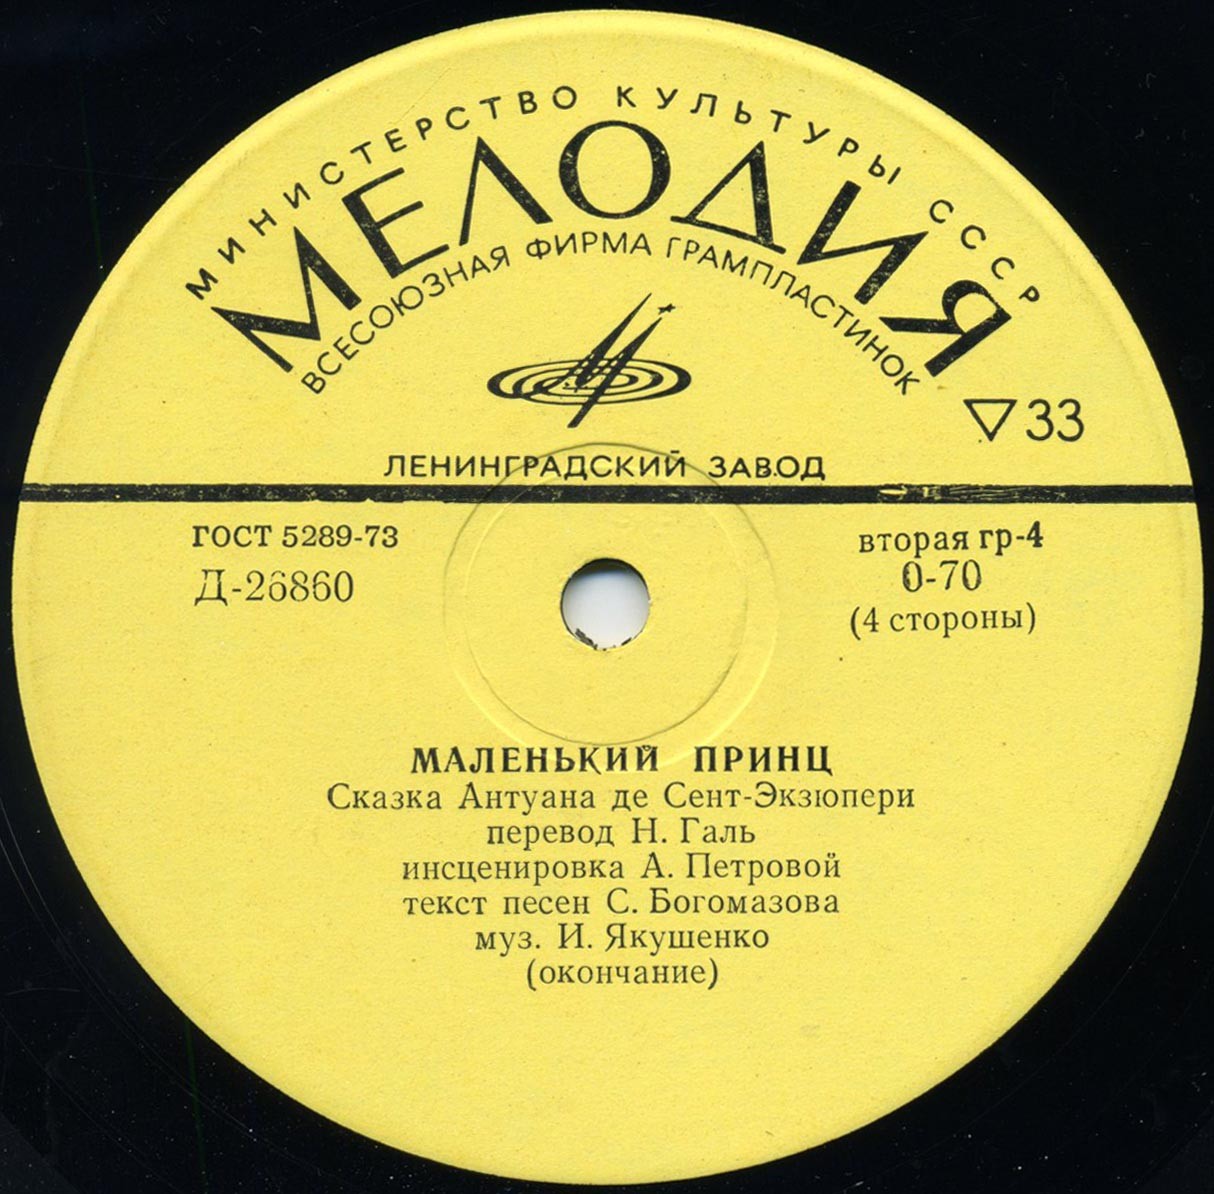 МИНИСТЕРСТВО КУЛЬТУРЫ СССР
МЕЛОДИЯ
ВСЕСОЮЗНАЯ ФИРМА ГРАМПЛАСТИНОК
▽33
ЛЕНИНГРАДСКИЙ ЗАВОД
ГОСТ 5289-73
Д-26860
вторая гр-4
0-70
(4 стороны)
МАЛЕНЬКИЙ ПРИНЦ
Сказка Антуана де Сент-Экзюпери
перевод Н. Галь
инсценировка А. Петровой
текст песен С. Богомазова
муз. И. Якушенко
(окончание)